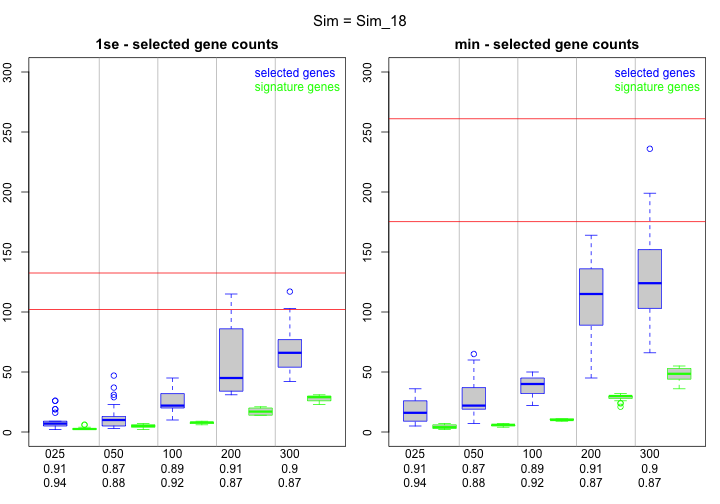 Sim = Sim_18
1se - selected gene counts
selected genes
signature genes
300
250
200
150
100
50
0
025 050 100 200 300
0.91 0.87 0.89 0.91 0.9
0.94 0.88 0.92 0.87 0.87
min - selected gene counts
selected genes
signature genes
300
250
200
150
100
50
0
025 050 100 200 300
0.91 0.87 0.89 0.91 0.9
0.94 0.88 0.92 0.87 0.87